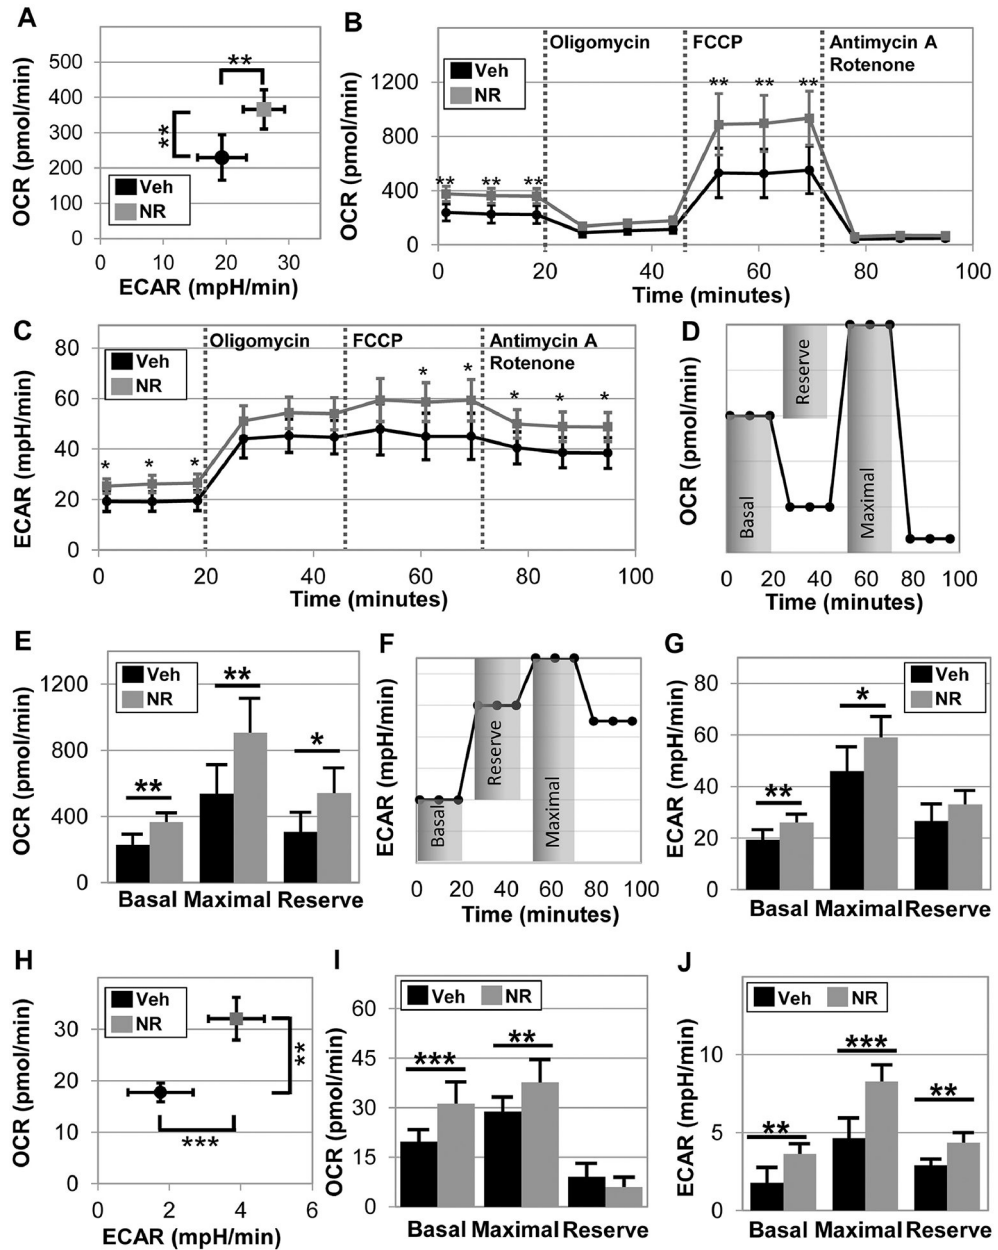 A
OCR (pmol/min)
500
400
300
200
100
0
**
**
Veh
NR
0 10 20 30
ECAR (mpH/min)
B
OCR (pmol/min)
1200
800
400
0
Veh
NR
Oligomycin
FCCP
Antimycin A
Rotenone
** ** **
** ** **
0 20 40 60 80 100
Time (minutes)
C
ECAR (mpH/min)
80
60
40
20
0
Veh
NR
Oligomycin
FCCP
Antimycin A
Rotenone
* * *
* *
* * *
0 20 40 60 80 100
Time (minutes)
D
OCR (pmol/min)
Basal
Reserve
Maximal
0 20 40 60 80 100
Time (minutes)
E
OCR (pmol/min)
1200
800
400
0
Veh
NR
**
**
*
Basal Maximal Reserve
F
ECAR (mpH/min)
Basal
Reserve
Maximal
0 20 40 60 80 100
Time (minutes)
G
ECAR (mpH/min)
80
60
40
20
0
Veh
NR
**
*
Basal Maximal Reserve
H
OCR (pmol/min)
30
20
10
0
Veh
NR
**
***
0 2 4 6
ECAR (mpH/min)
I
OCR (pmol/min)
60
45
30
15
0
Veh NR
***
**
Basal Maximal Reserve
J
ECAR (mpH/min)
10
5
0
Veh NR
**
***
**
Basal Maximal Reserve